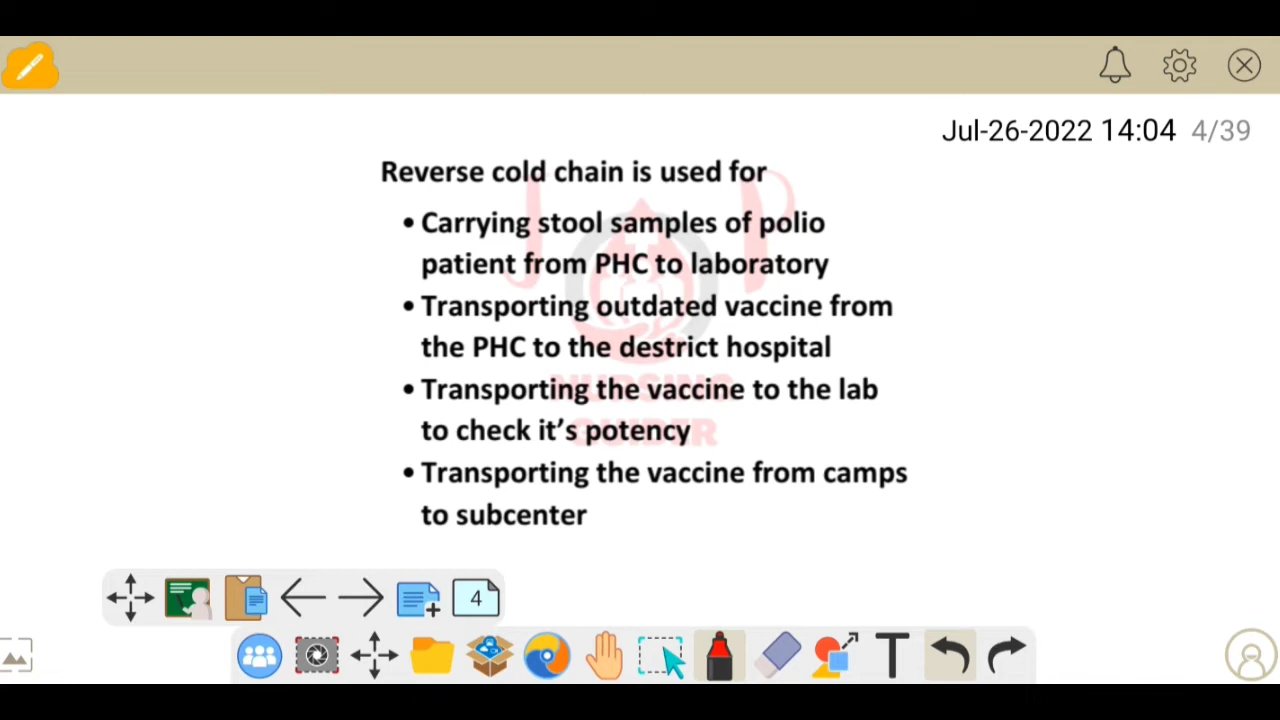 Jul-26-2022 14:04 4/39
Reverse cold chain is used for
• Carrying stool samples of polio
patient from PHC to laboratory
• Transporting outdated vaccine from
the PHC to the destrict hospital
• Transporting the vaccine to the lab
to check it's potency
• Transporting the vaccine from camps
to subcenter
J P
NURSING
GUIDER
4
T